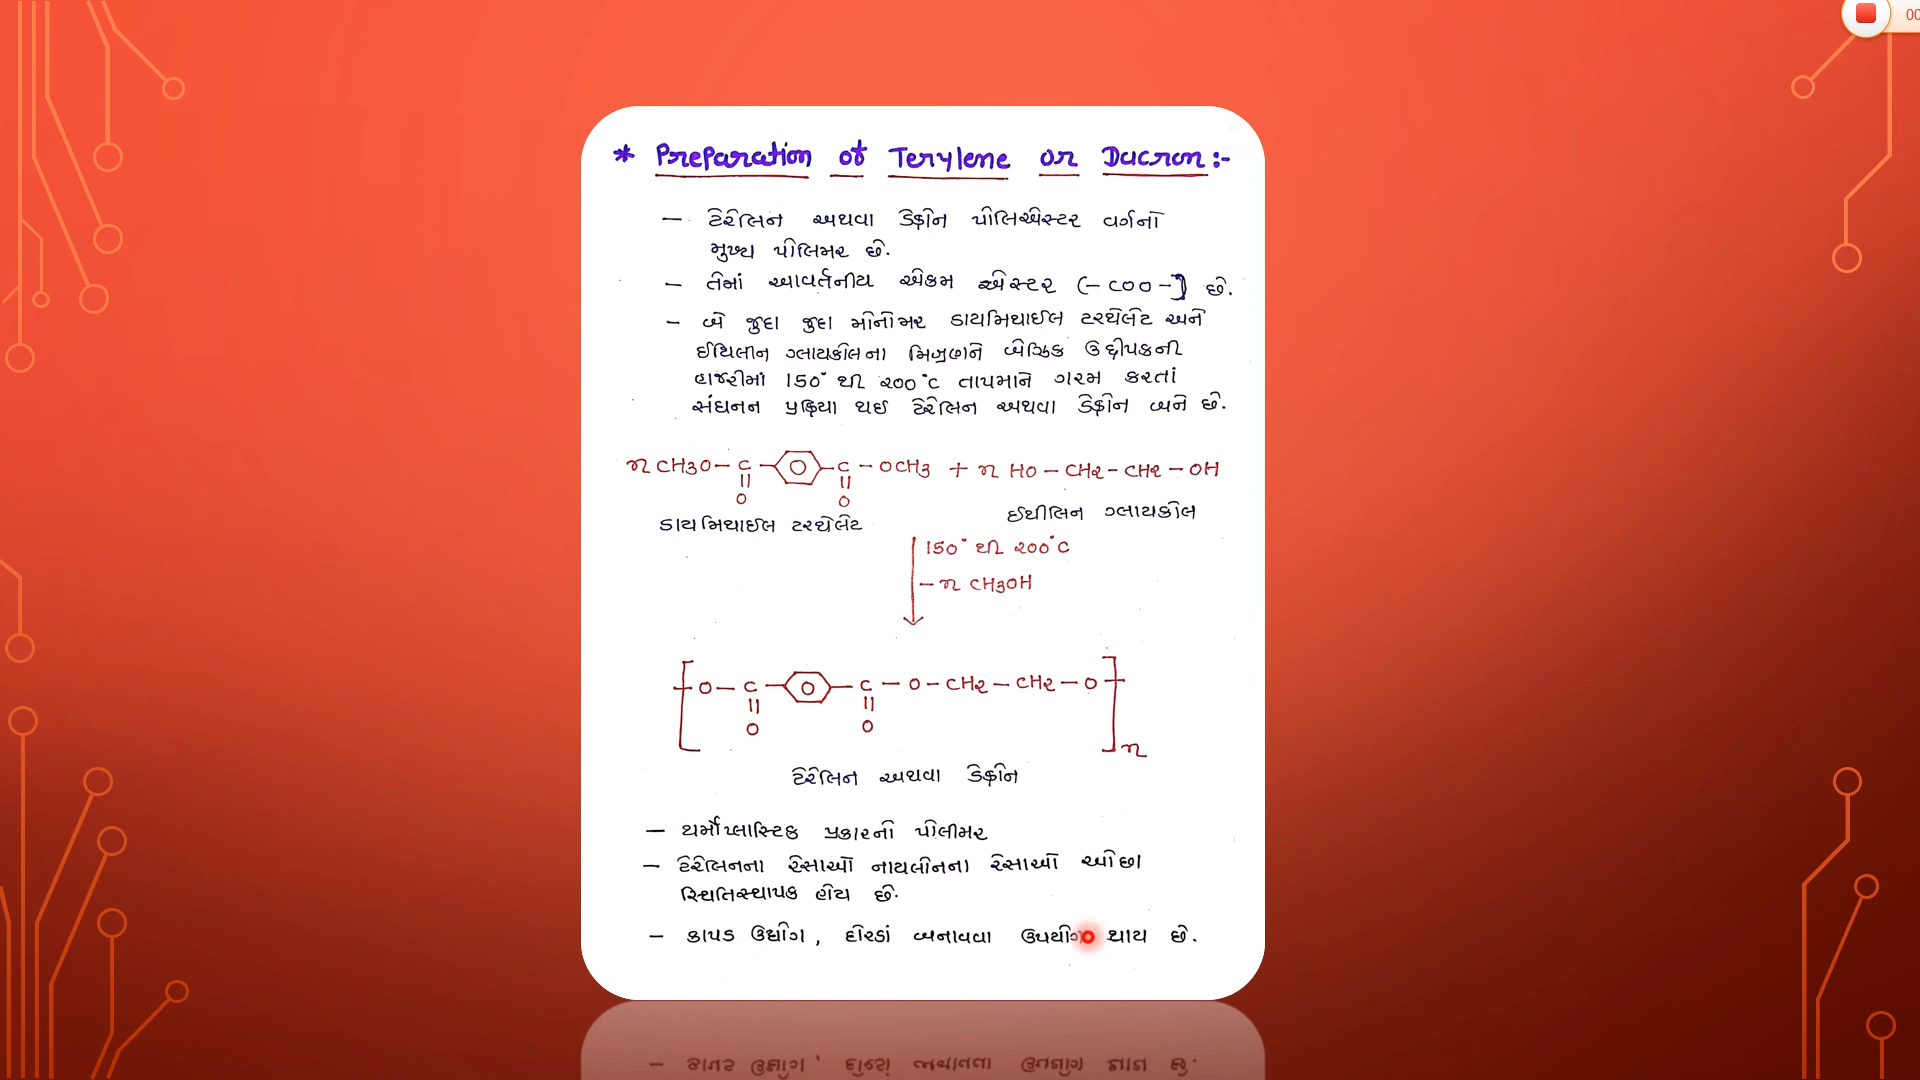 * Preparation of Terylene or Dacron :-
– ટેરેલિન અથવા ડેક્રોન પોલિએસ્ટર વર્ગનો
મુખ્ય પોલિમર છે.
– તેમાં આવર્તનીય એકમ એસ્ટર (– COO –] છે.
– બે જુદા જુદા મોનોમર ડાયમિથાઈલ ટરથેલેટ અને
ઈથિલીન ગ્લાયકોલના મિશ્રણને બેઝિક ઉદ્દીપકની
હાજરીમાં 150° થી 200°C તાપમાને ગરમ કરતાં
સંઘનન પ્રક્રિયા થઈ ટેરેલિન અથવા ડેક્રોન બને છે.
n CH3O – C – O – C – OCH3 + n HO – CH2 – CH2 – OH
|| ||
O O
ડાયમિથાઈલ ટરથેલેટ ઈથીલિન ગ્લાયકોલ
150° થી 200°C
– n CH3OH
[ O – C – O – C – O – CH2 – CH2 – O ]n
|| ||
O O
ટેરેલિન અથવા ડેક્રોન
– થર્મોપ્લાસ્ટિક પ્રકારનો પોલીમર
– ટેરેલિનના રેસાઓ નાયલોનના રેસાઓ ઓછા
સ્થિતિસ્થાપક હોય છે.
– કાપડ ઉદ્યોગ, દોરડાં બનાવવા ઉપયોગ થાય છે.
00